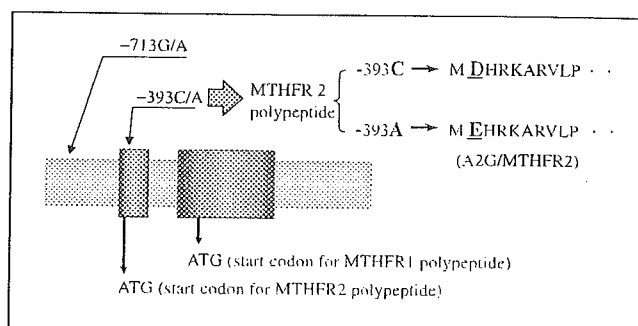 −713G/A
−393C/A
MTHFR 2
polypeptide
-393C → M DHRKARVLP · ·
-393A → M EHRKARVLP · ·
(A2G/MTHFR2)
ATG (start codon for MTHFR1 polypeptide)
ATG (start codon for MTHFR2 polypeptide)